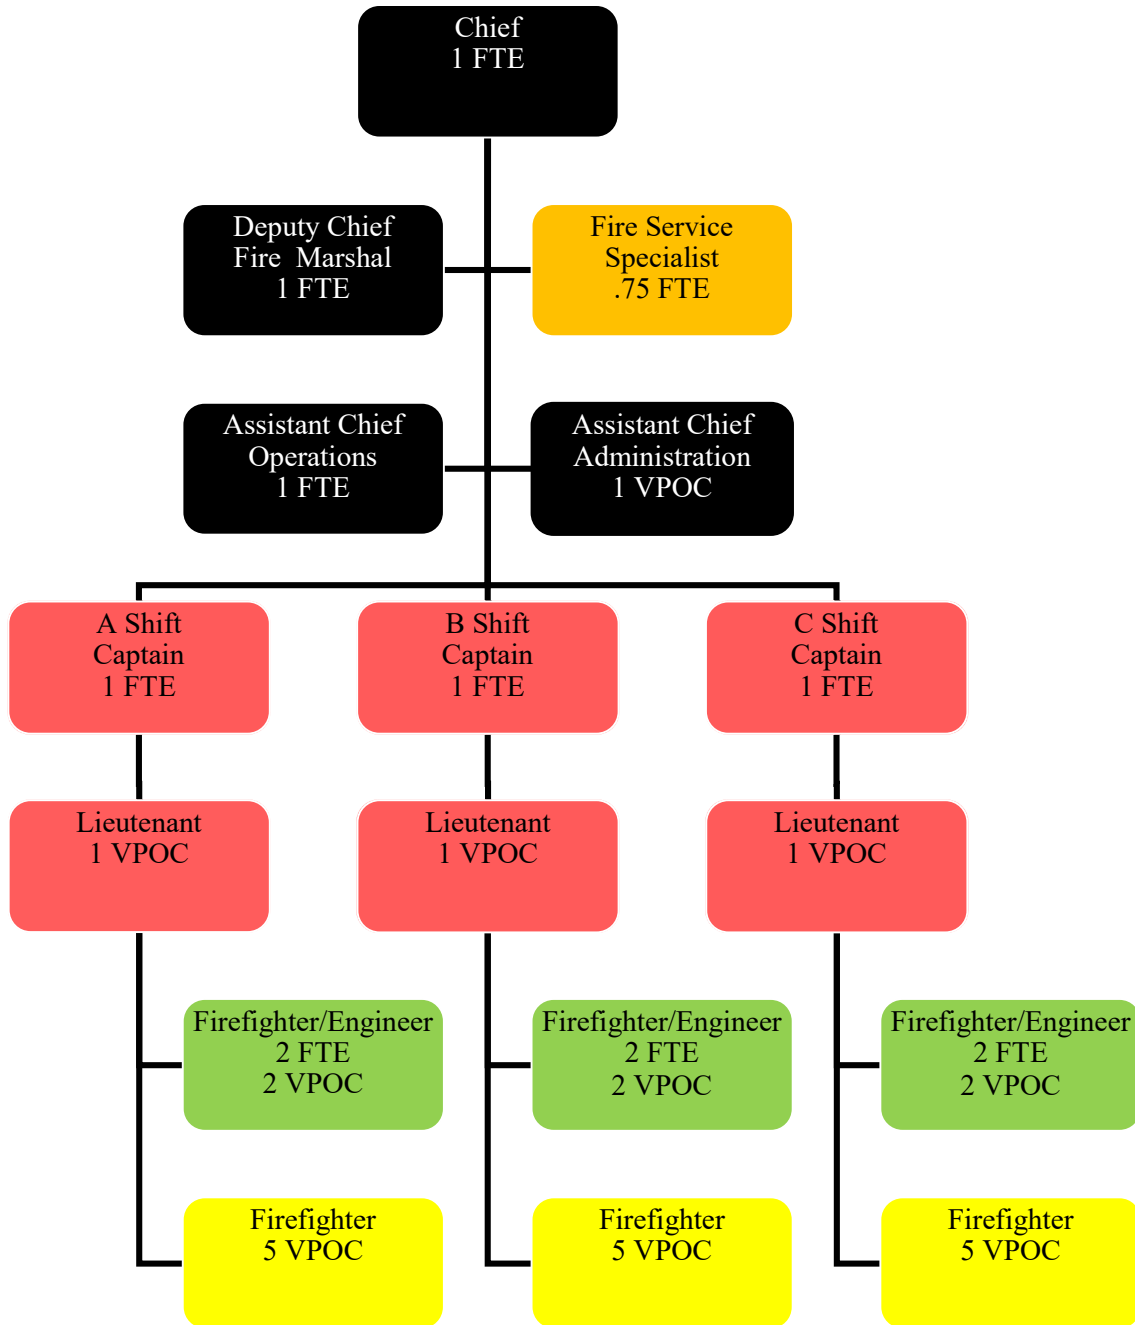 Chief
1 FTE
Deputy Chief
Fire  Marshal
1 FTE
Fire Service
Specialist
.75 FTE
Assistant Chief
Operations
1 FTE
Assistant Chief
Administration
1 VPOC
A Shift
Captain
1 FTE
B Shift
Captain
1 FTE
C Shift
Captain
1 FTE
Lieutenant
1 VPOC
Lieutenant
1 VPOC
Lieutenant
1 VPOC
Firefighter/Engineer
2 FTE
2 VPOC
Firefighter/Engineer
2 FTE
2 VPOC
Firefighter/Engineer
2 FTE
2 VPOC
Firefighter
5 VPOC
Firefighter
5 VPOC
Firefighter
5 VPOC